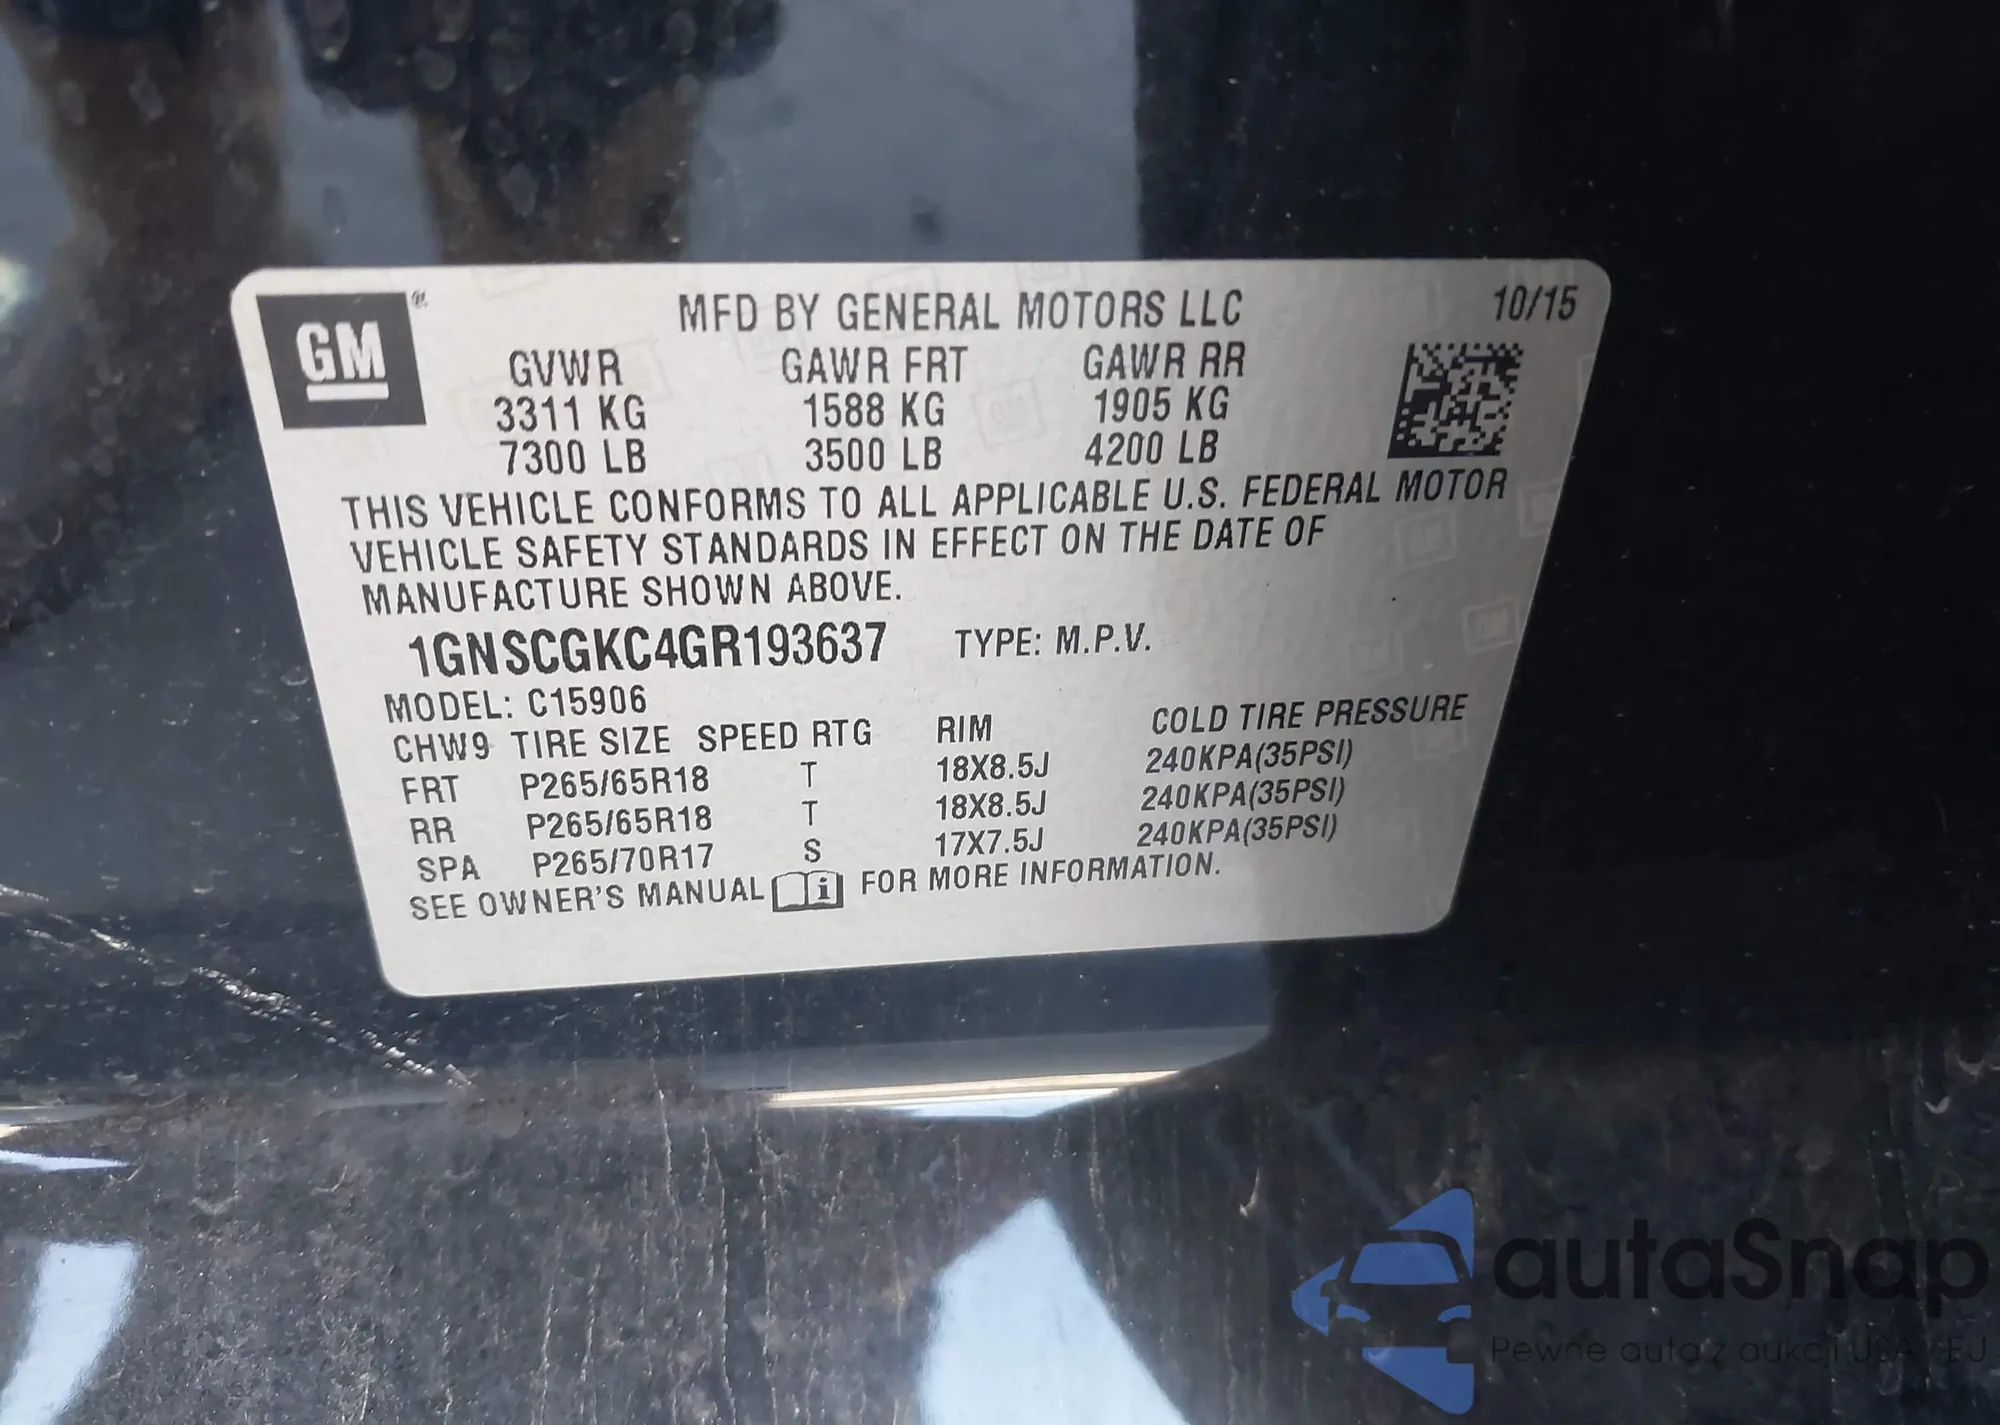 GM ®
MFD BY GENERAL MOTORS LLC 10/15
GVWR GAWR FRT GAWR RR
3311 KG 1588 KG 1905 KG
7300 LB 3500 LB 4200 LB
THIS VEHICLE CONFORMS TO ALL APPLICABLE U.S. FEDERAL MOTOR
VEHICLE SAFETY STANDARDS IN EFFECT ON THE DATE OF
MANUFACTURE SHOWN ABOVE.
1GNSCGKC4GR193637 TYPE: M.P.V.
MODEL: C15906
CHW9 TIRE SIZE SPEED RTG RIM COLD TIRE PRESSURE
FRT P265/65R18 T 18X8.5J 240KPA(35PSI)
RR P265/65R18 T 18X8.5J 240KPA(35PSI)
SPA P265/70R17 S 17X7.5J 240KPA(35PSI)
SEE OWNER'S MANUAL i FOR MORE INFORMATION.
autaSnap
Pewne auta z aukcji USA